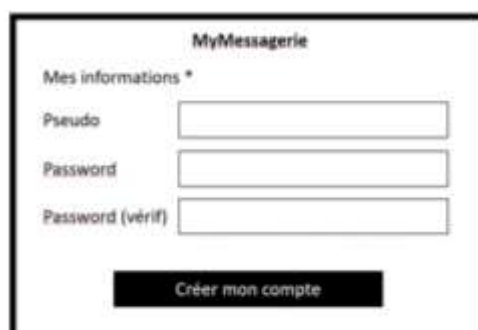 MyMessagerie
Mes informations *
Pseudo
Password
Password (vérif)
Créer mon compte